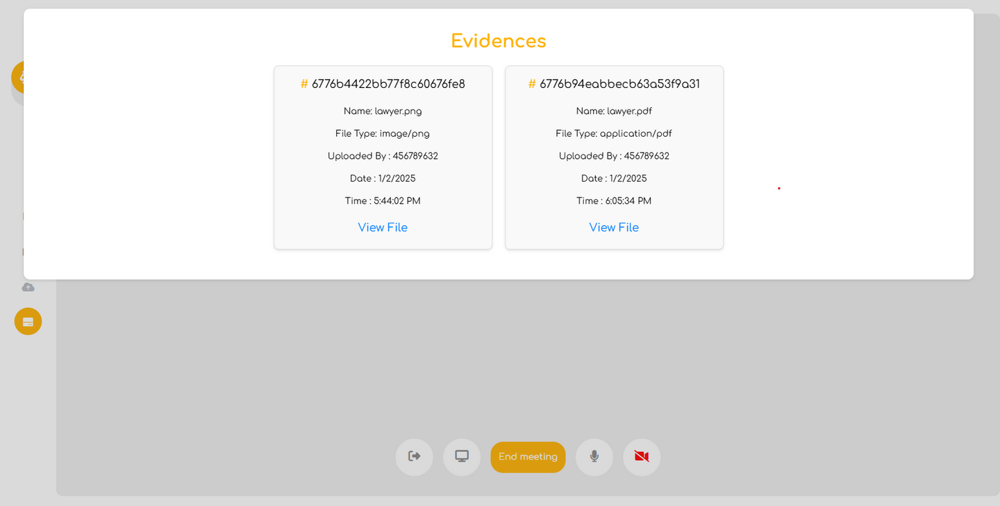 Evidences
# 6776b4422bb77f8c60676fe8
Name: lawyer.png
File Type: image/png
Uploaded By : 456789632
Date : 1/2/2025
Time : 5:44:02 PM
View File
# 6776b94eabbecb63a53f9a31
Name: lawyer.pdf
File Type: application/pdf
Uploaded By : 456789632
Date : 1/2/2025
Time : 6:05:34 PM
View File
End meeting